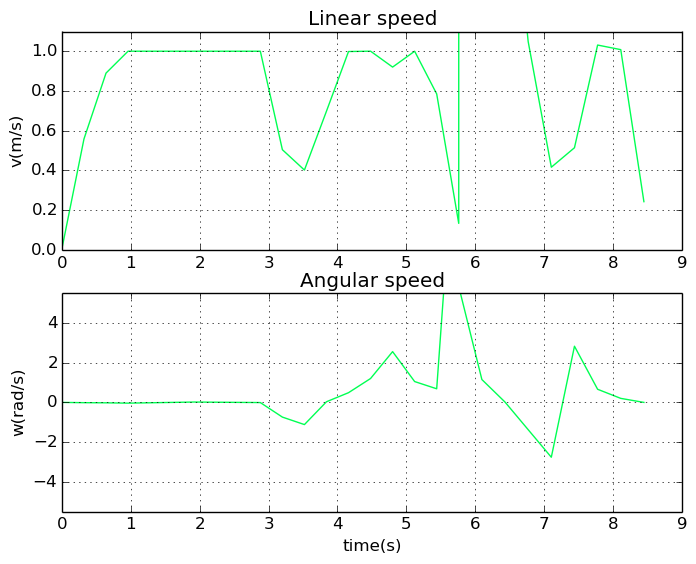 Linear speed
1.0
0.8
0.6
0.4
0.2
0.0
v(m/s)
0 1 2 3 4 5 6 7 8 9
Angular speed
4
2
0
−2
−4
w(rad/s)
0 1 2 3 4 5 6 7 8 9
time(s)